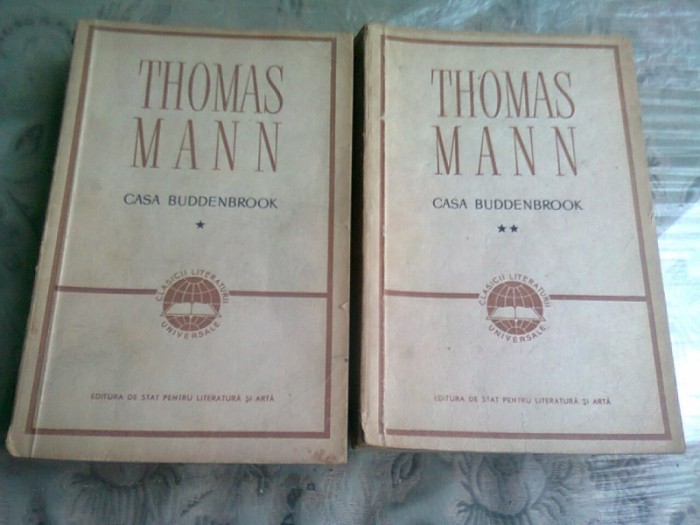 THOMAS
MANN
CASA BUDDENBROOK
*
CLASICII LITERATURII
UNIVERSALE
EDITURA DE STAT PENTRU LITERATURĂ ȘI ARTĂ
THOMAS
MANN
CASA BUDDENBROOK
**
CLASICII LITERATURII
UNIVERSALE
EDITURA DE STAT PENTRU LITERATURĂ ȘI ARTĂ